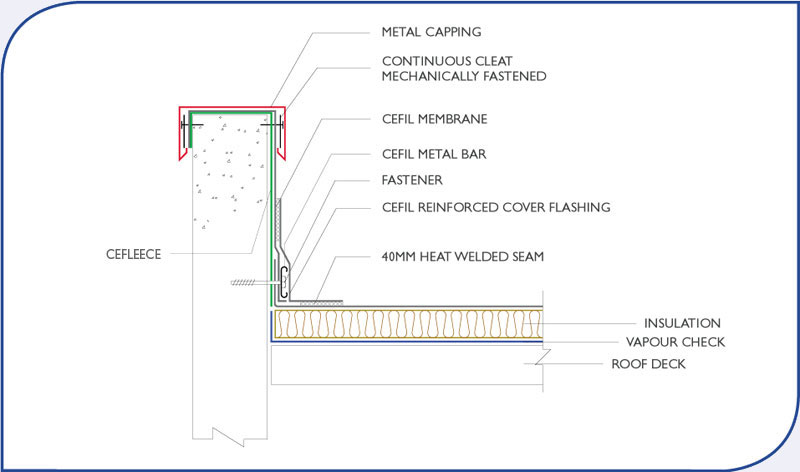 METAL CAPPING
CONTINUOUS CLEAT
MECHANICALLY FASTENED
CEFIL MEMBRANE
CEFIL METAL BAR
FASTENER
CEFIL REINFORCED COVER FLASHING
CEFLEECE
40MM HEAT WELDED SEAM
INSULATION
VAPOUR CHECK
ROOF DECK